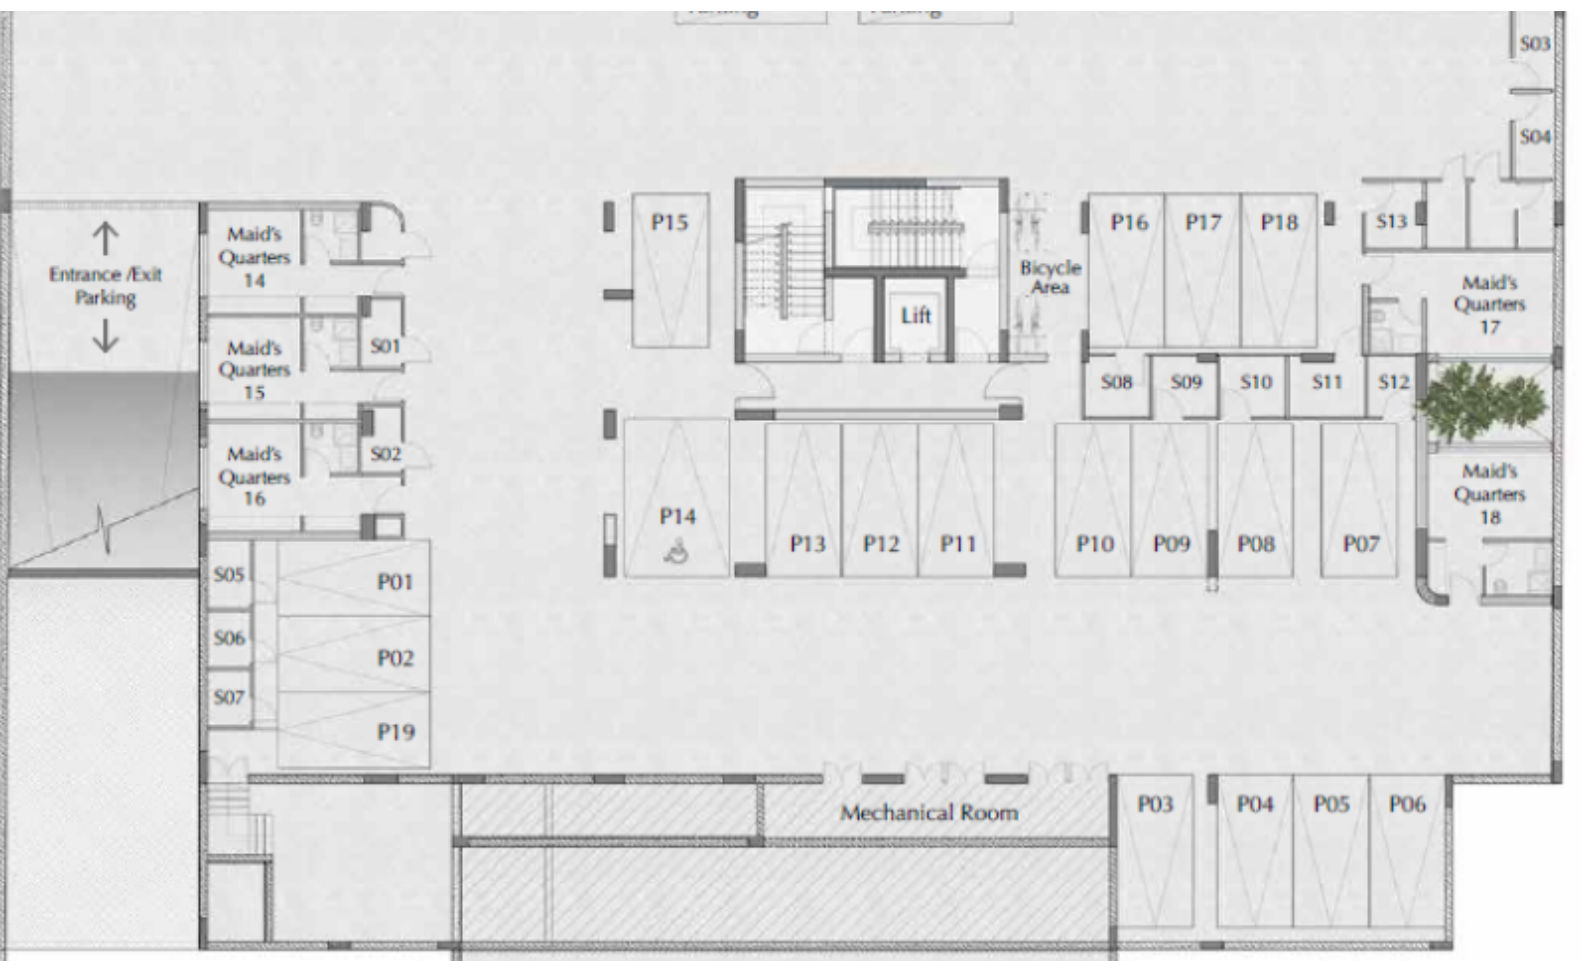 Parking
Parking
S03
S04
Entrance /Exit
Parking
Maid's
Quarters
14
P15
Lift
Bicycle
Area
P16
P17
P18
S13
Maid's
Quarters
17
Maid's
Quarters
15
S01
S08
S09
S10
S11
S12
Maid's
Quarters
16
S02
P14
P13
P12
P11
P10
P09
P08
P07
Maid's
Quarters
18
S05
P01
S06
P02
S07
P19
Mechanical Room
P03
P04
P05
P06